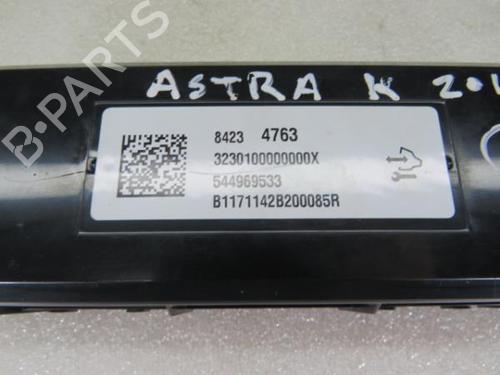 ASTRA K
8423 4763
3230100000000X
544969533
B1171142B200085R
B-PARTS